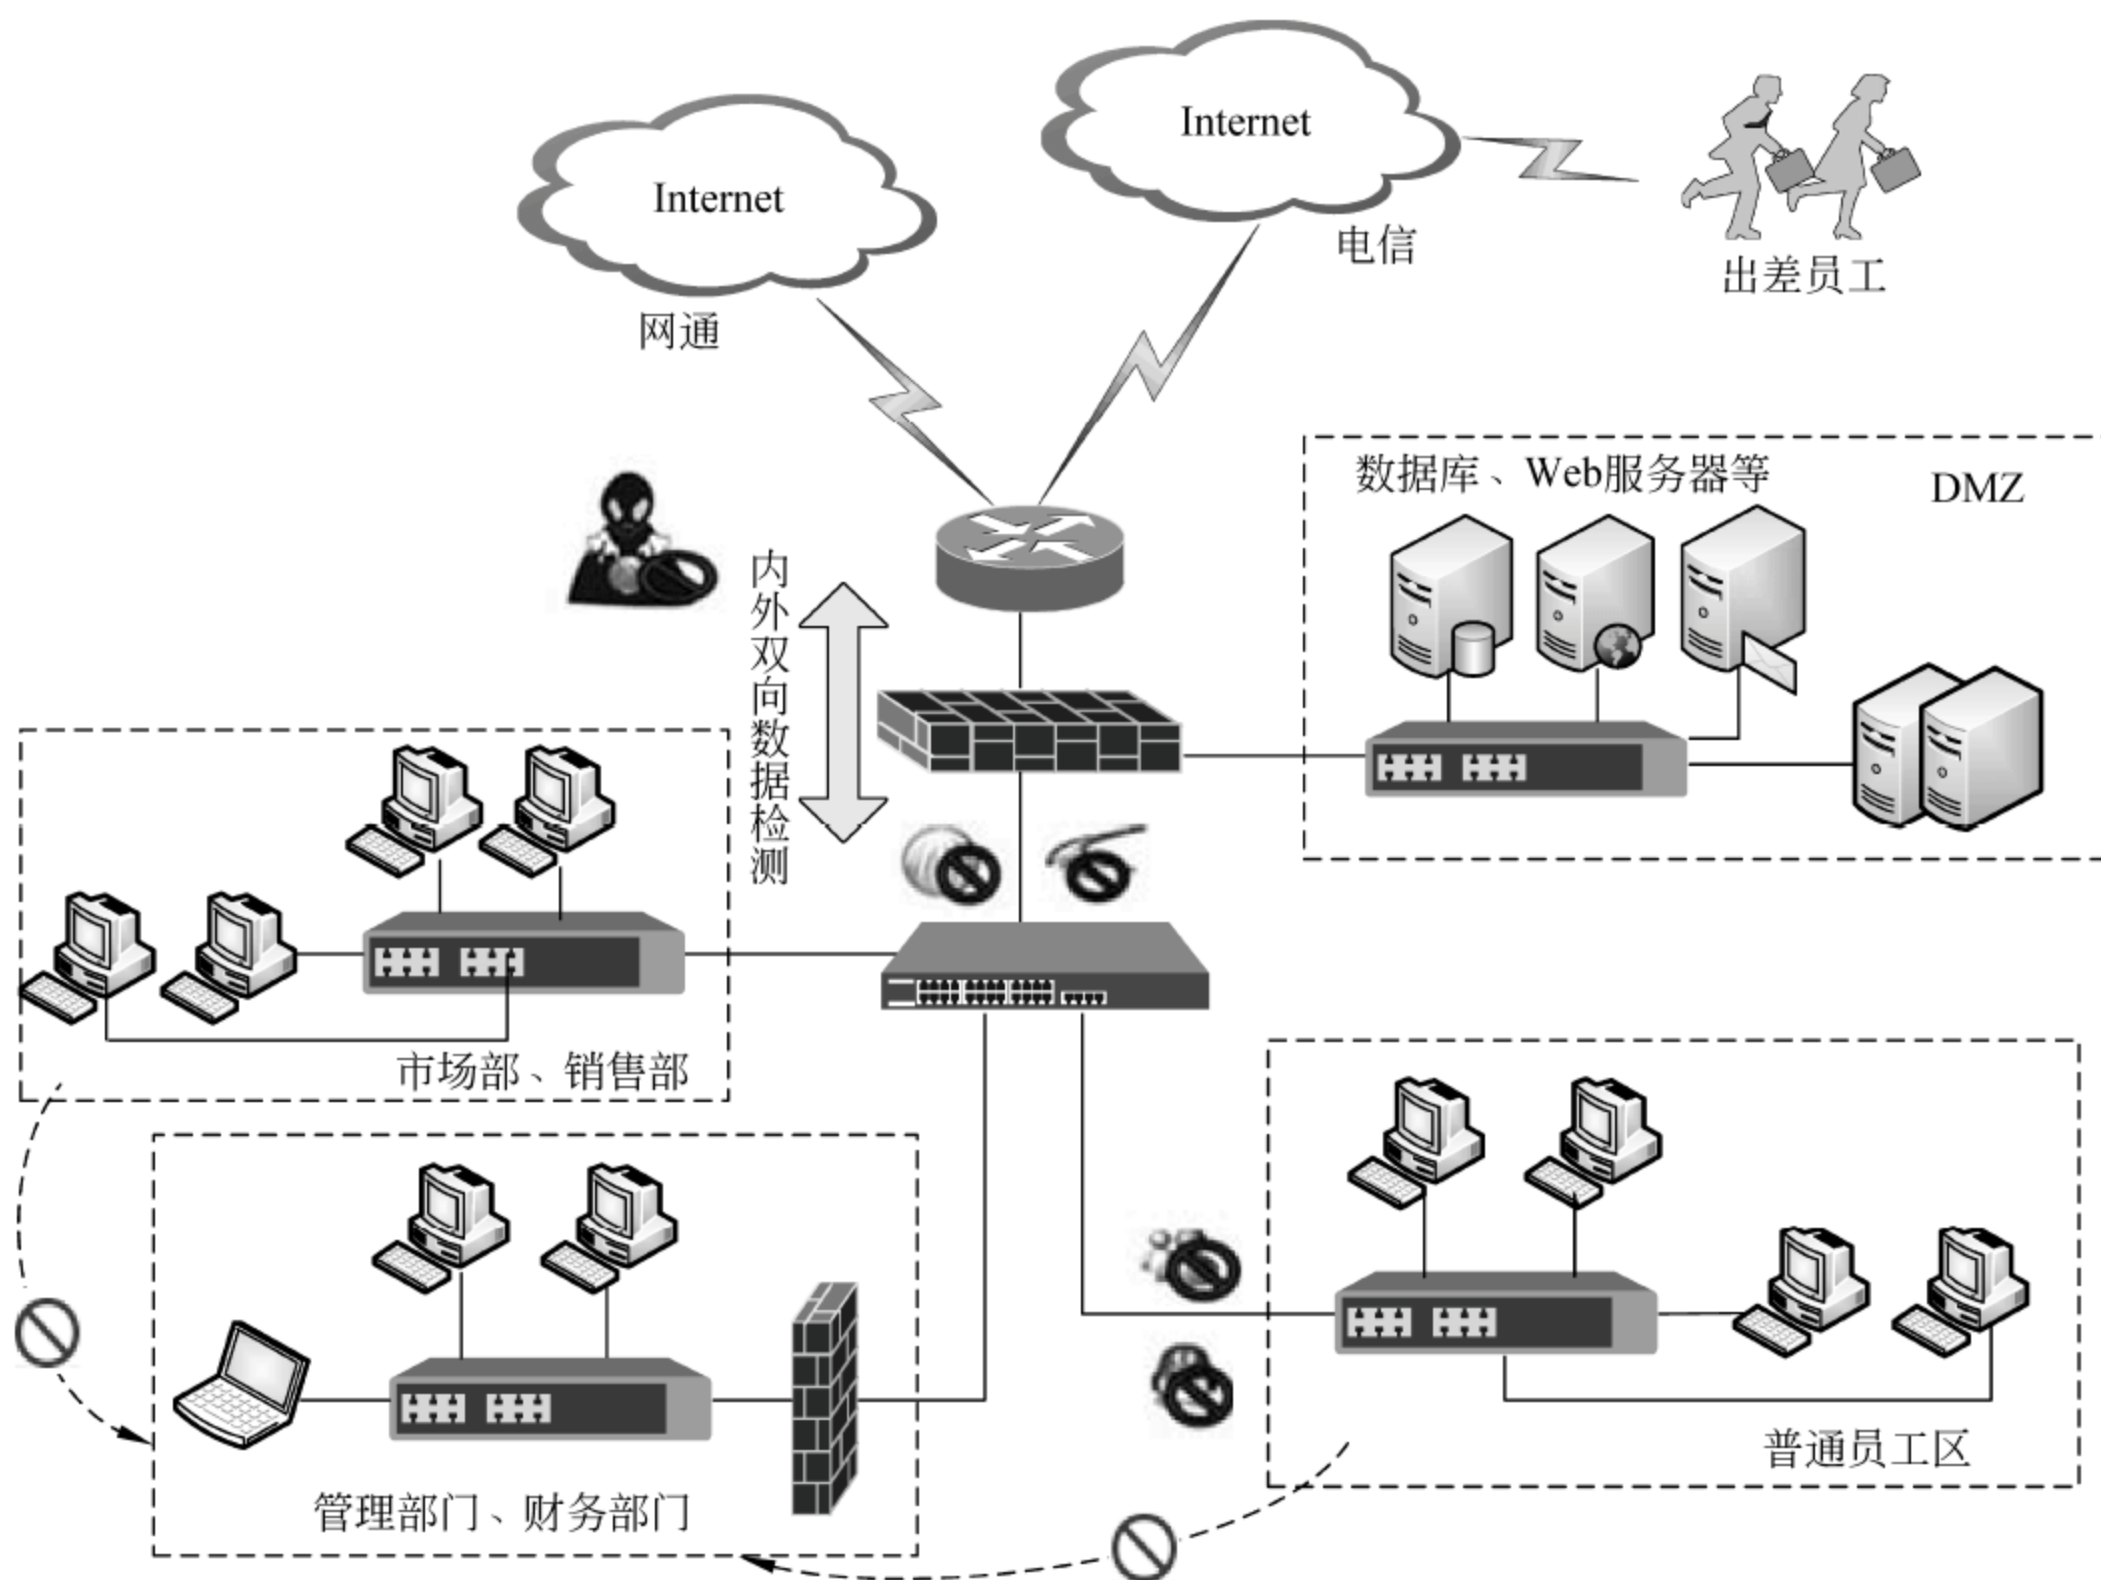 Internet
电信
出差员工
Internet
网通
数据库、Web服务器等
DMZ
内外双向数据检测
市场部、销售部
管理部门、财务部门
普通员工区